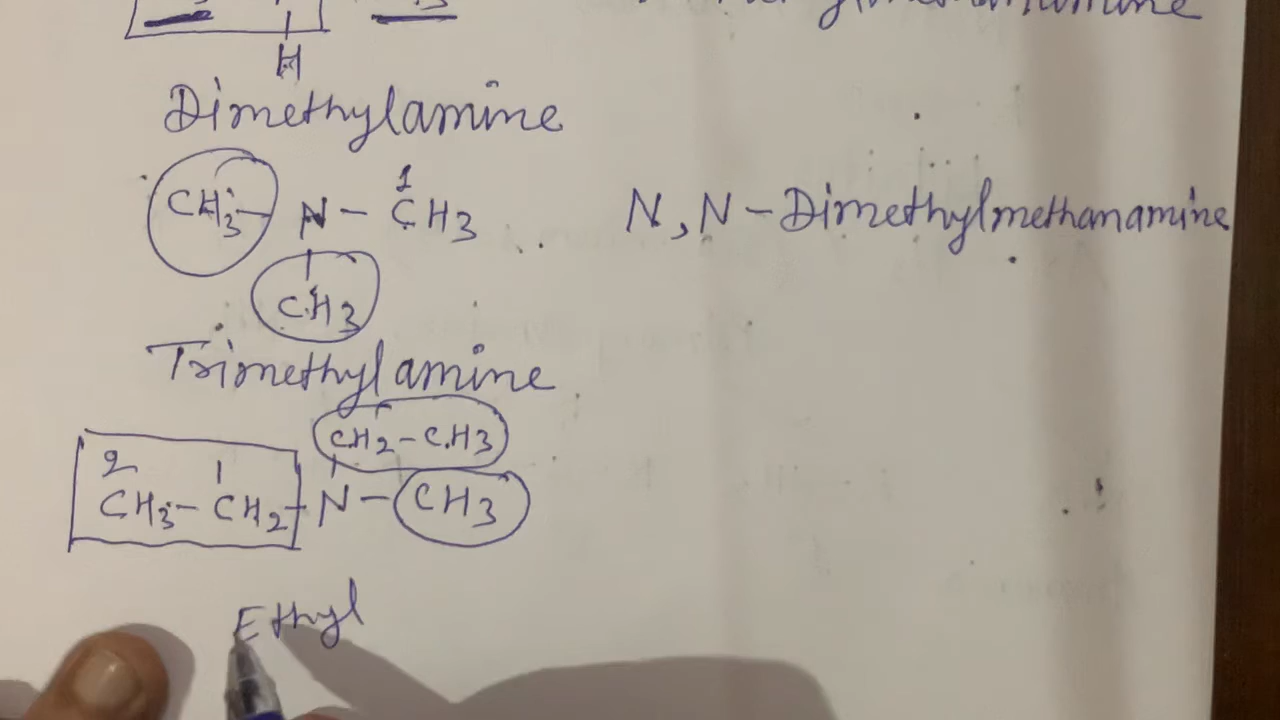 H
Dimethylamine
1
CH3- N - CH3 N, N - Dimethylmethanamine
CH3
Trimethylamine
CH2 - CH3
2 1
CH3 - CH2 - N - CH3
Ethyl